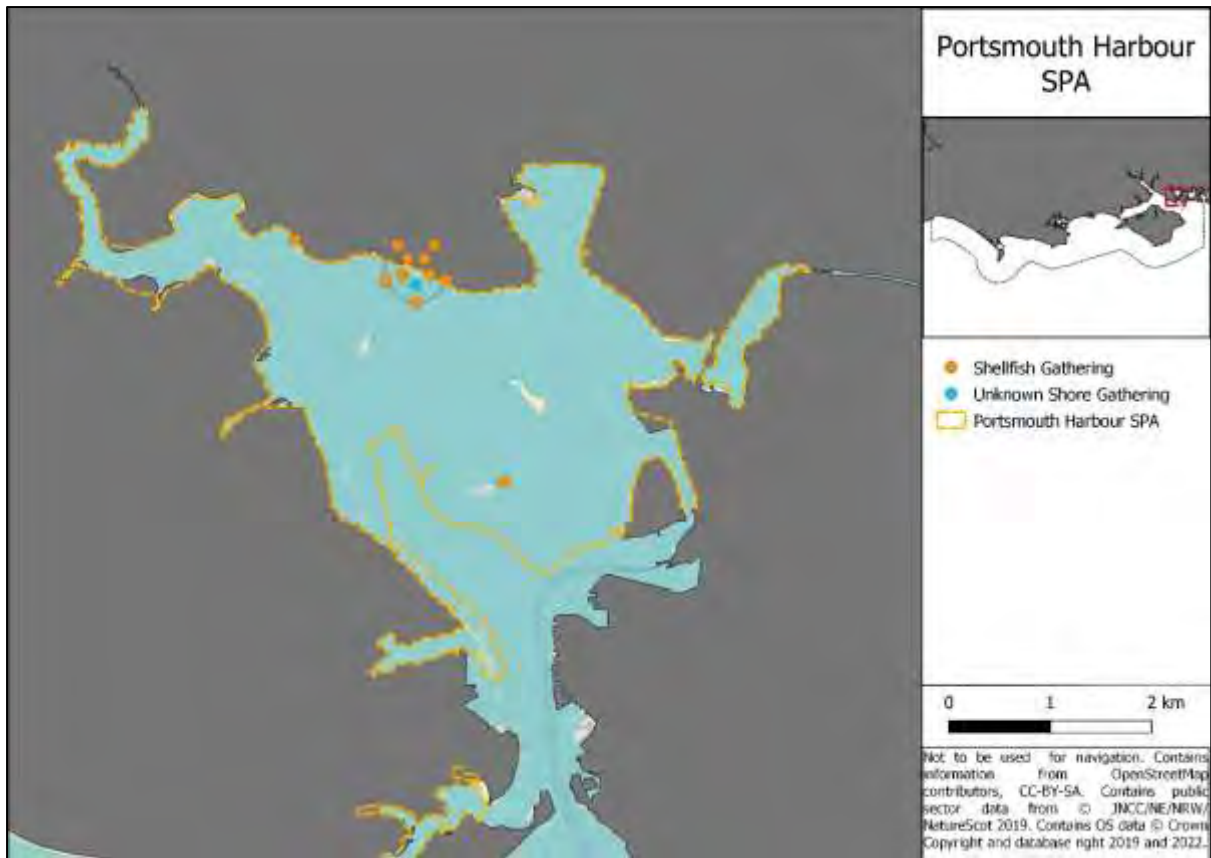 Portsmouth Harbour
SPA
Shellfish Gathering
Unknown Shore Gathering
Portsmouth Harbour SPA
0 1 2 km
Not to be used for navigation. Contains
information from OpenStreetMap
contributors, CC-BY-SA. Contains public
sector data from © JNCC/NE/NRW/
NatureScot 2019. Contains OS data © Crown
Copyright and database right 2019 and 2022.